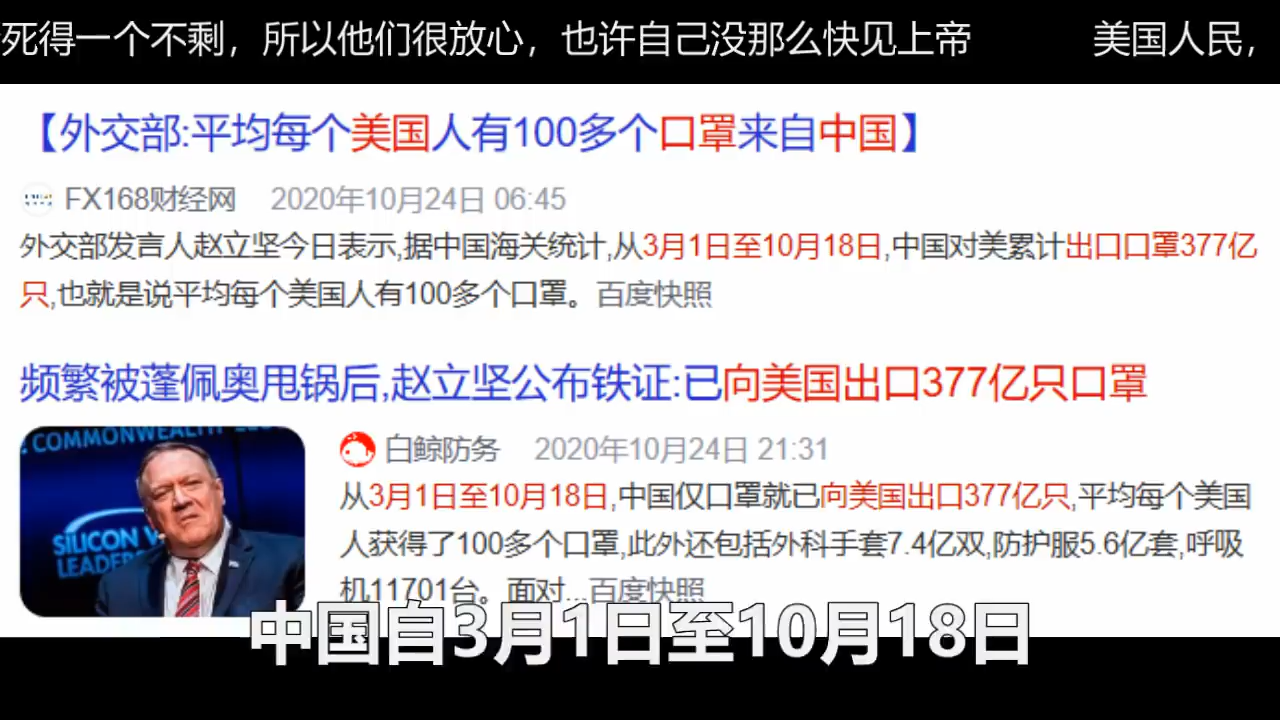 死得一个不剩，所以他们很放心，也许自己没那么快见上帝 美国人民，
【外交部:平均每个美国人有100多个口罩来自中国】
FX168财经网 2020年10月24日 06:45
外交部发言人赵立坚今日表示,据中国海关统计,从3月1日至10月18日,中国对美累计出口口罩377亿
只,也就是说平均每个美国人有100多个口罩。百度快照
频繁被蓬佩奥甩锅后,赵立坚公布铁证:已向美国出口377亿只口罩
COMMONWEALTH
SILICON V
LEADER
白鲸防务 2020年10月24日 21:31
从3月1日至10月18日,中国仅口罩就已向美国出口377亿只,平均每个美国
人获得了100多个口罩,此外还包括外科手套7.4亿双,防护服5.6亿套,呼吸
机11701台。面对...百度快照
中国自3月1日至10月18日